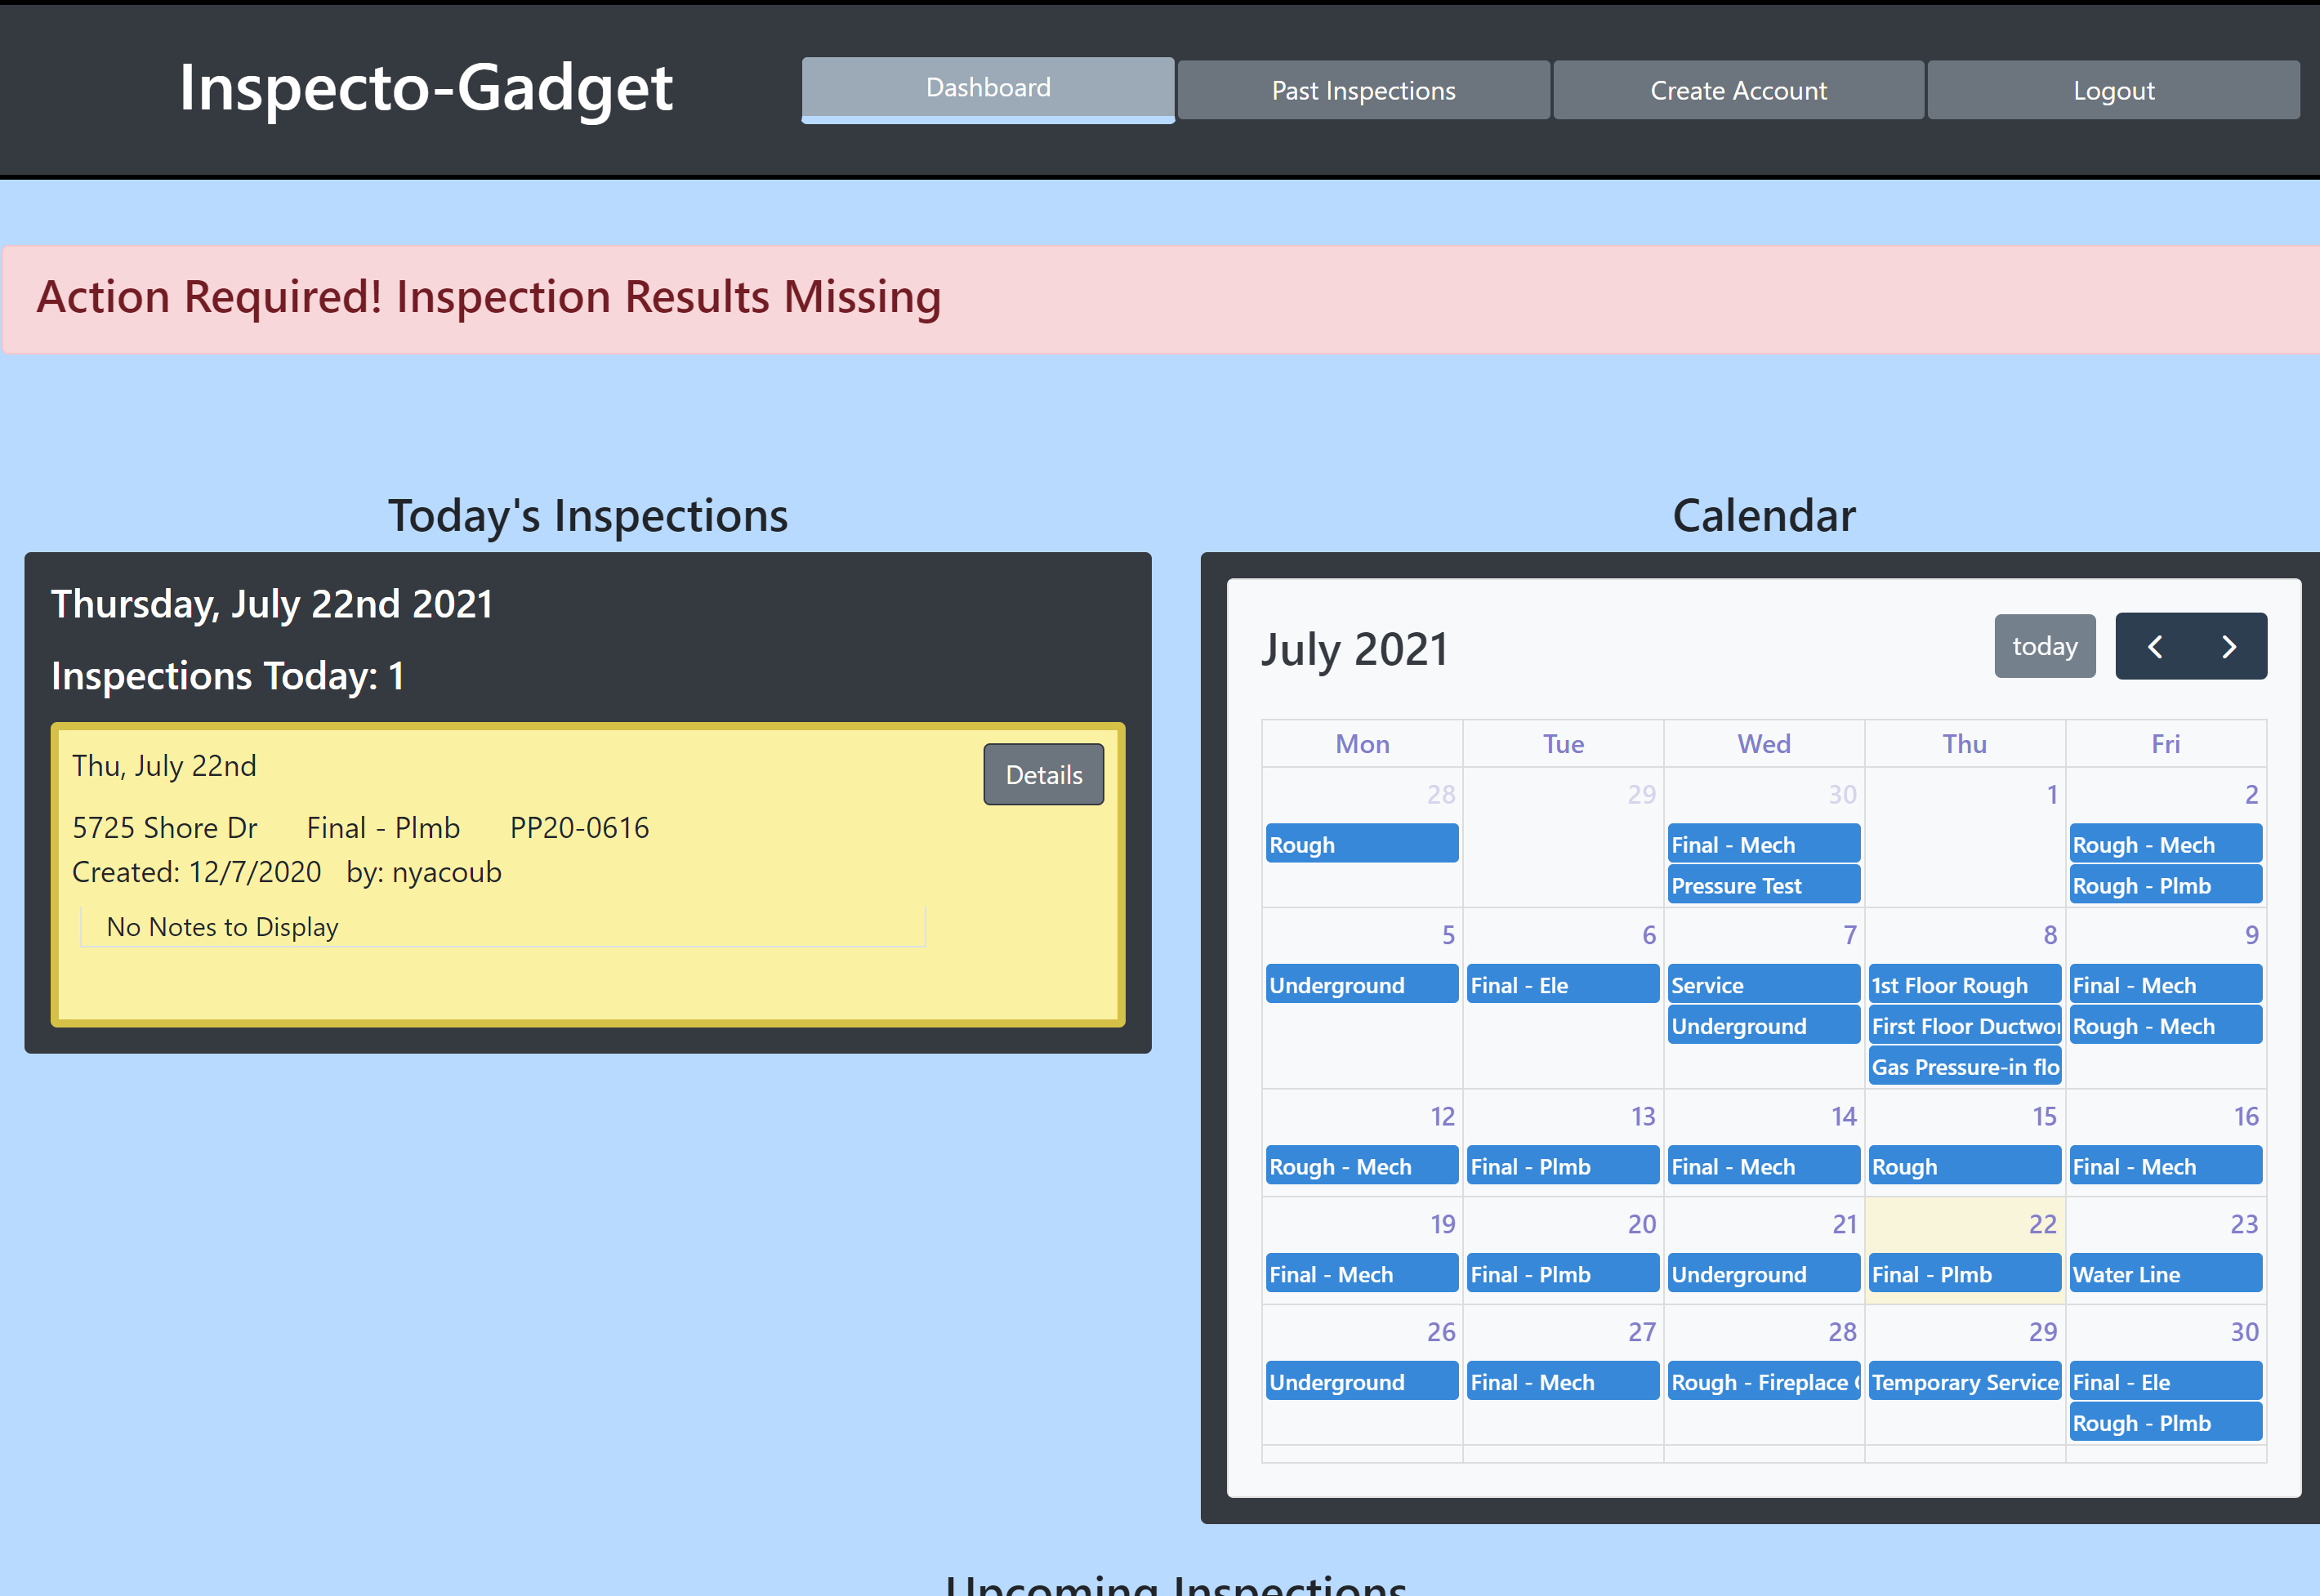 Inspecto-Gadget
Dashboard
Past Inspections
Create Account
Logout
Action Required! Inspection Results Missing
Today's Inspections
Thursday, July 22nd 2021
Inspections Today: 1
Thu, July 22nd
Details
5725 Shore Dr Final - Plmb PP20-0616
Created: 12/7/2020 by: nyacoub
No Notes to Display
Calendar
July 2021
today
Mon Tue Wed Thu Fri
28 29 30 1 2
Rough Final - Mech Rough - Mech
Pressure Test Rough - Plmb
5 6 7 8 9
Underground Final - Ele Service 1st Floor Rough Final - Mech
Underground First Floor Ductwor Rough - Mech
Gas Pressure-in flo
12 13 14 15 16
Rough - Mech Final - Plmb Final - Mech Rough Final - Mech
19 20 21 22 23
Final - Mech Final - Plmb Underground Final - Plmb Water Line
26 27 28 29 30
Underground Final - Mech Rough - Fireplace Temporary Service Final - Ele
Rough - Plmb
Upcoming Inspections